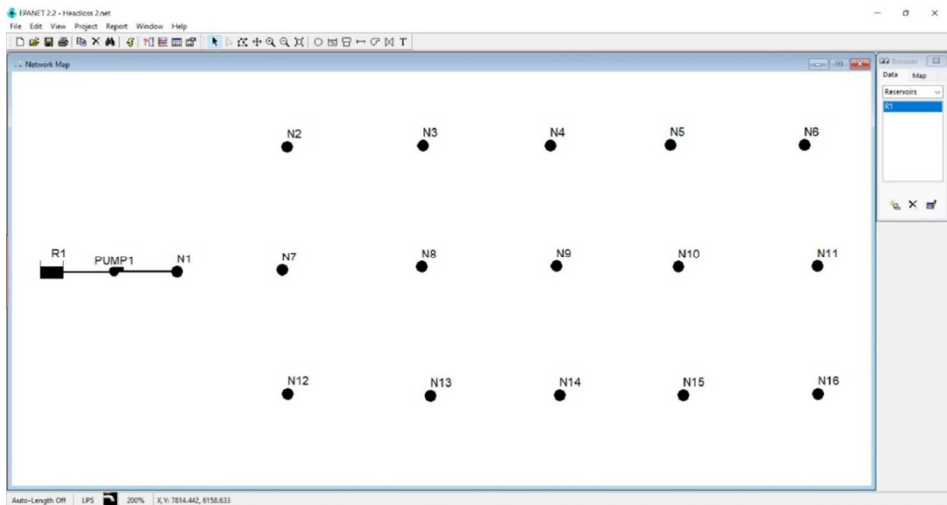 EPANET 2.2 - Headloss 2.net
File Edit View Project Report Window Help
Network Map
Browser
Data Map
Reservoirs
R1
N2 N3 N4 N5 N6
R1 PUMP1 N1 N7 N8 N9 N10 N11
N12 N13 N14 N15 N16
Auto-Length Off LPS 200% X,Y: 7814.442, 6158.633